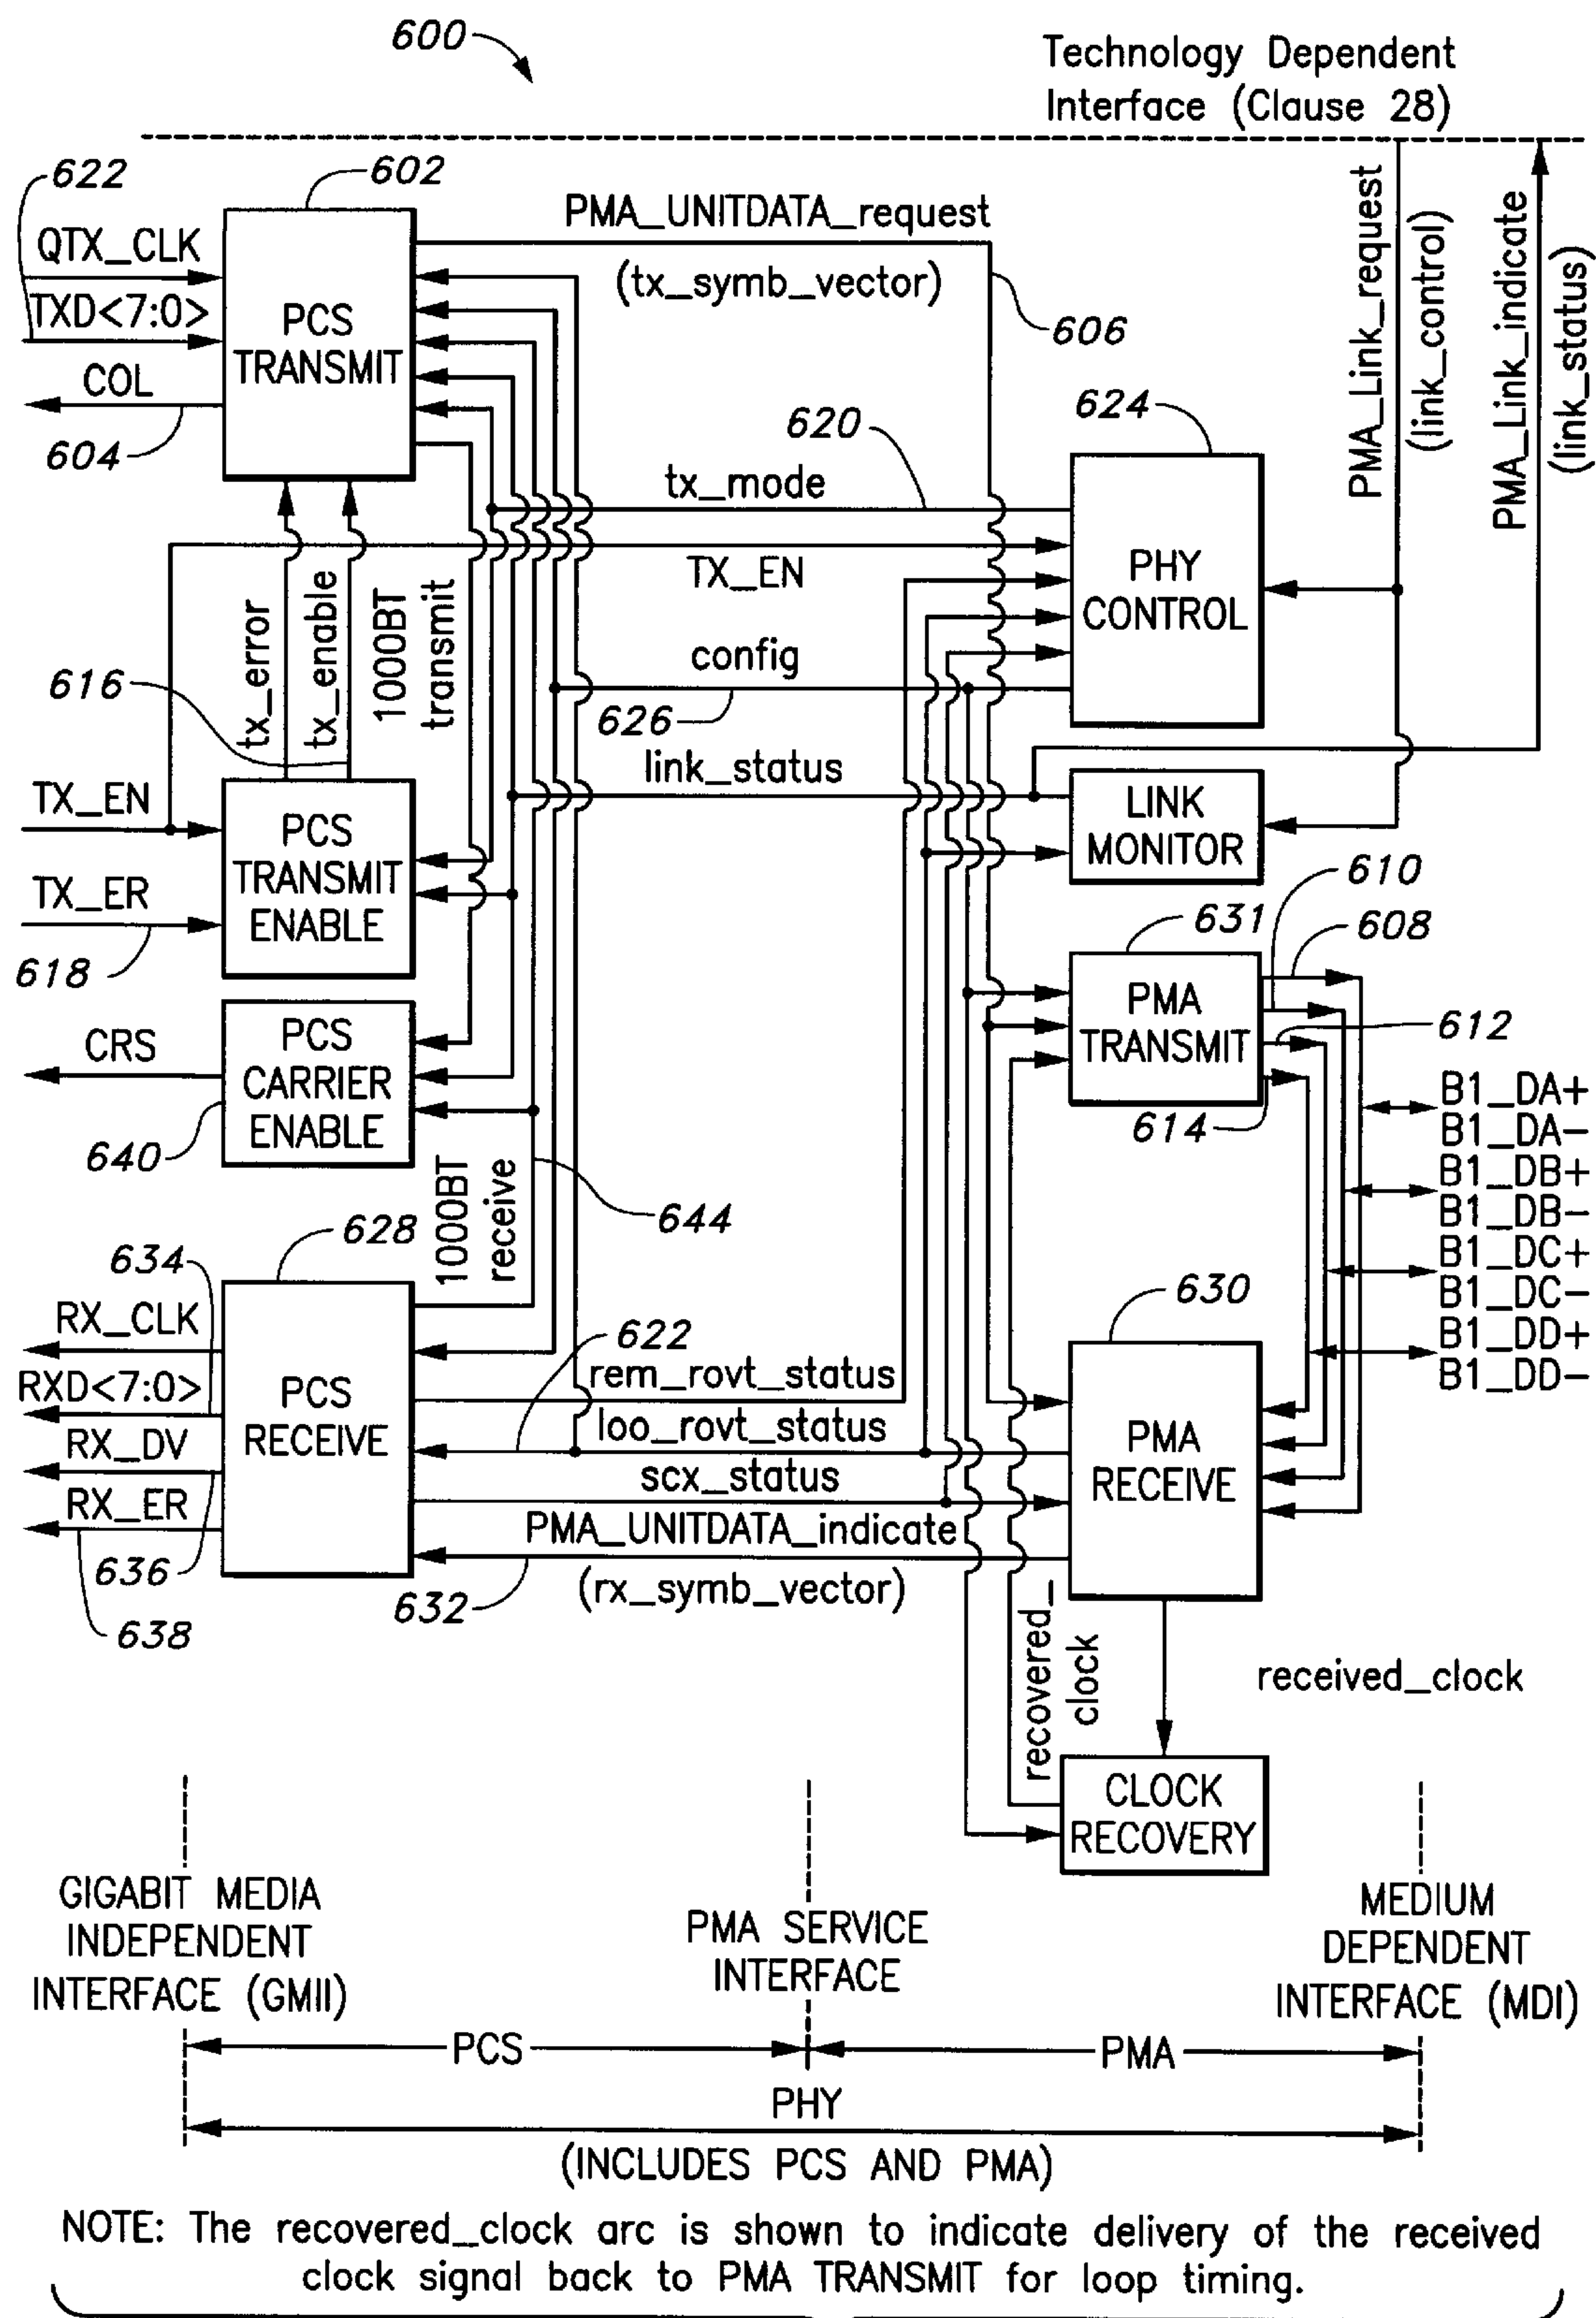 600
Technology Dependent
Interface (Clause 28)
622
602
PMA_UNITDATA_request
(tx_symb_vector)
606
QTX_CLK
TXD<7:0>
COL
604
PCS
TRANSMIT
PMA_Link_request
(link_control)
PMA_Link_indicate
(link_status)
620
624
tx_mode
TX_EN
PHY
CONTROL
config
626
tx_error
tx_enable
1000BT
transmit
616
link_status
LINK
MONITOR
TX_EN
TX_ER
618
PCS
TRANSMIT
ENABLE
631
610
608
612
614
PMA
TRANSMIT
CRS
PCS
CARRIER
ENABLE
640
B1_DA+
B1_DA-
B1_DB+
B1_DB-
B1_DC+
B1_DC-
B1_DD+
B1_DD-
1000BT
receive
644
634
628
RX_CLK
RXD<7:0>
RX_DV
RX_ER
636
638
PCS
RECEIVE
622
rem_rovt_status
loo_rovt_status
scx_status
PMA_UNITDATA_indicate
(rx_symb_vector)
632
630
PMA
RECEIVE
recovered_
clock
received_clock
CLOCK
RECOVERY
GIGABIT MEDIA
INDEPENDENT
INTERFACE (GMII)
PMA SERVICE
INTERFACE
MEDIUM
DEPENDENT
INTERFACE (MDI)
PCS
PMA
PHY
(INCLUDES PCS AND PMA)
NOTE: The recovered_clock arc is shown to indicate delivery of the received
clock signal back to PMA TRANSMIT for loop timing.